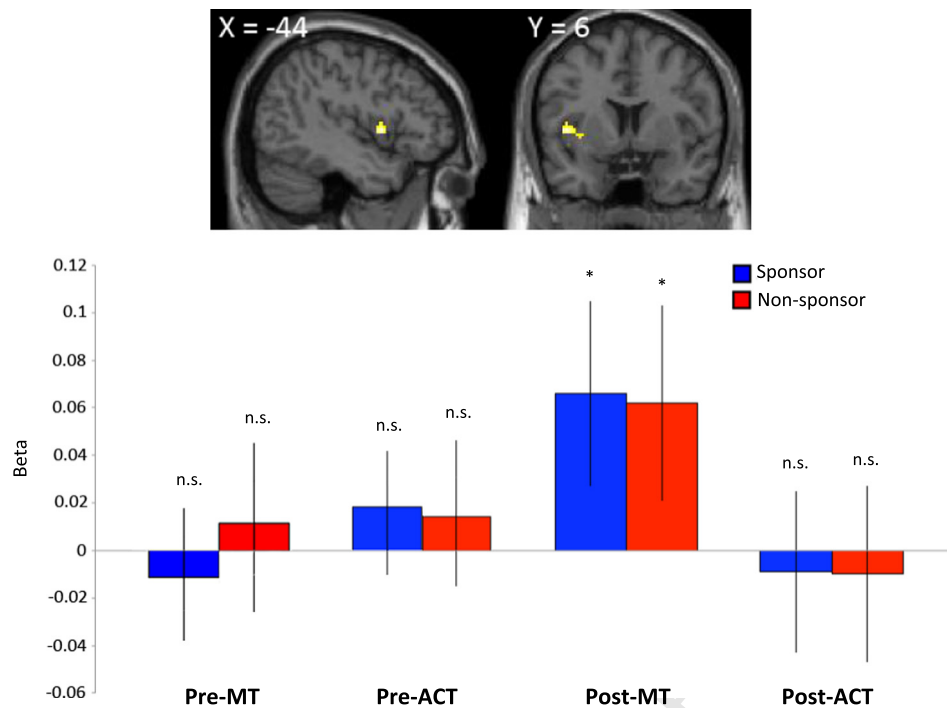 X = -44 Y = 6
0.12
0.1
0.08
0.06
0.04
0.02
0
-0.02
-0.04
-0.06
Beta
Sponsor
Non-sponsor
n.s.
n.s.
n.s.
n.s.
*
*
n.s.
n.s.
Pre-MT Pre-ACT Post-MT Post-ACT